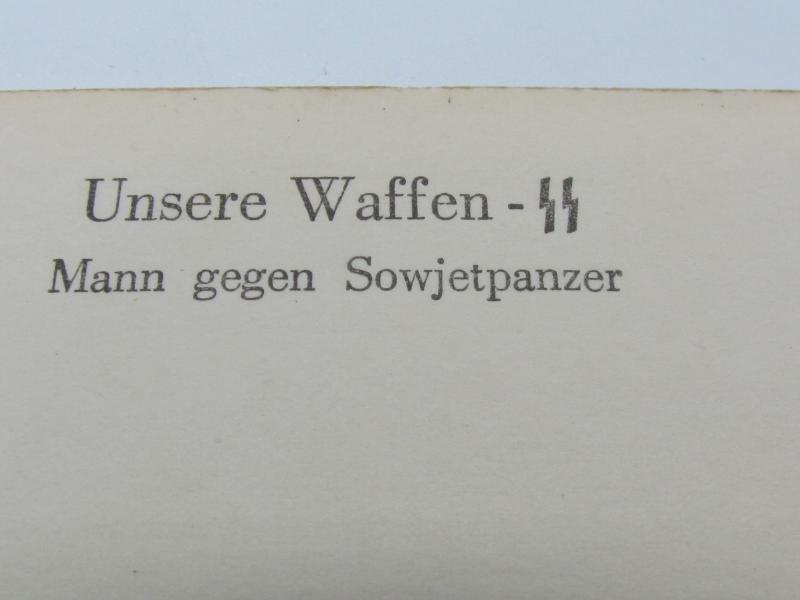 Unsere Waffen - ᛋᛋ
Mann gegen Sowjetpanzer